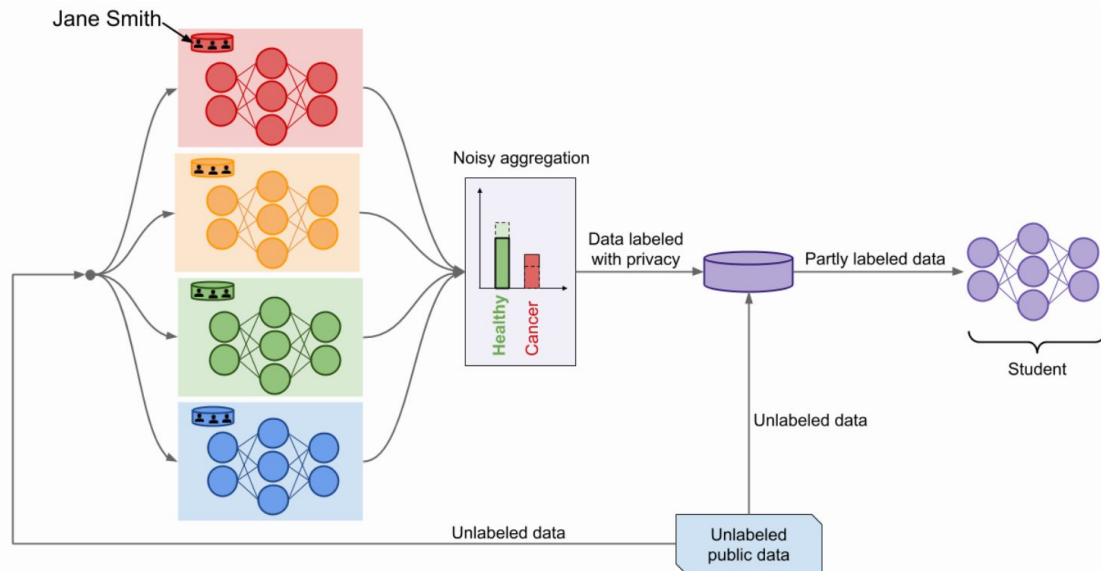 Jane Smith
Noisy aggregation
Healthy
Cancer
Data labeled
with privacy
Partly labeled data
Student
Unlabeled data
Unlabeled data
Unlabeled
public data